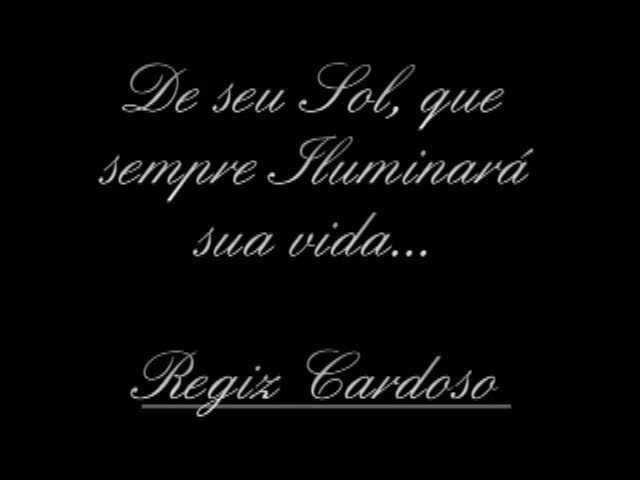 De seu Sol, que
sempre Iluminará
sua vida...
Regiz Cardoso